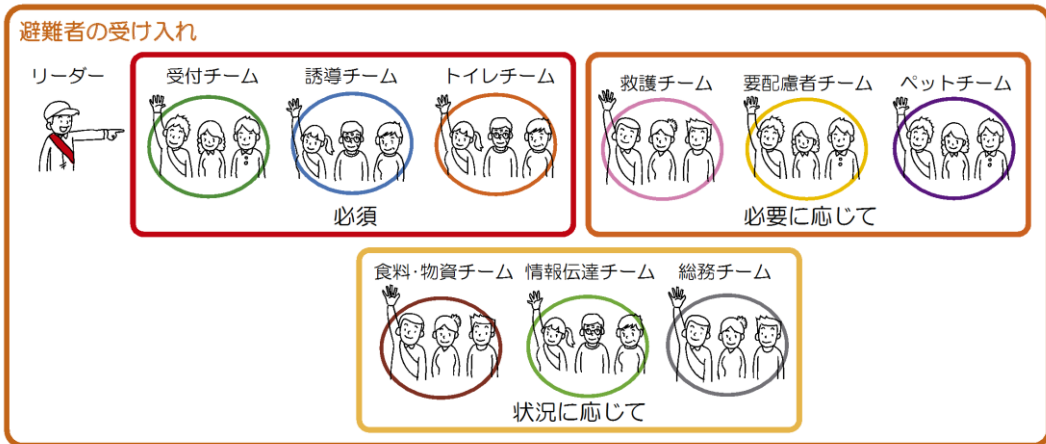 避難者の受け入れ
リーダー
受付チーム
誘導チーム
トイレチーム
必須
救護チーム
要配慮者チーム
ペットチーム
必要に応じて
食料・物資チーム
情報伝達チーム
総務チーム
状況に応じて